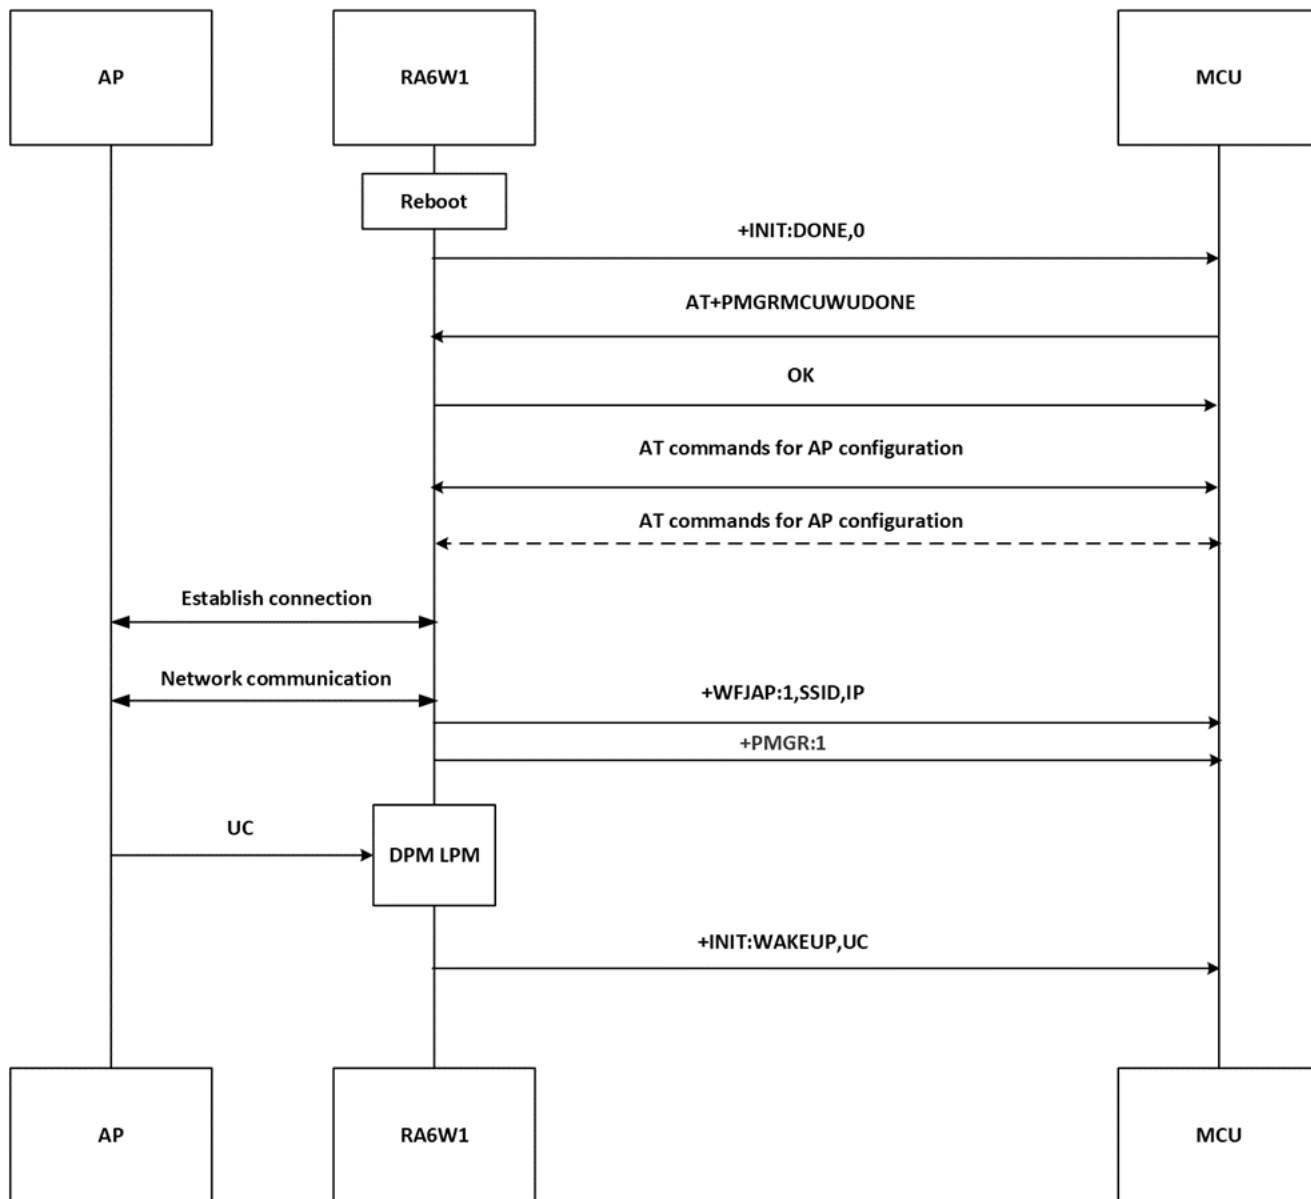 AP
RA6W1
MCU
Reboot
+INIT:DONE,0
AT+PMGRMCUWUDONE
OK
AT commands for AP configuration
AT commands for AP configuration
Establish connection
Network communication
+WFJAP:1,SSID,IP
+PMGR:1
UC
DPM LPM
+INIT:WAKEUP,UC
AP
RA6W1
MCU